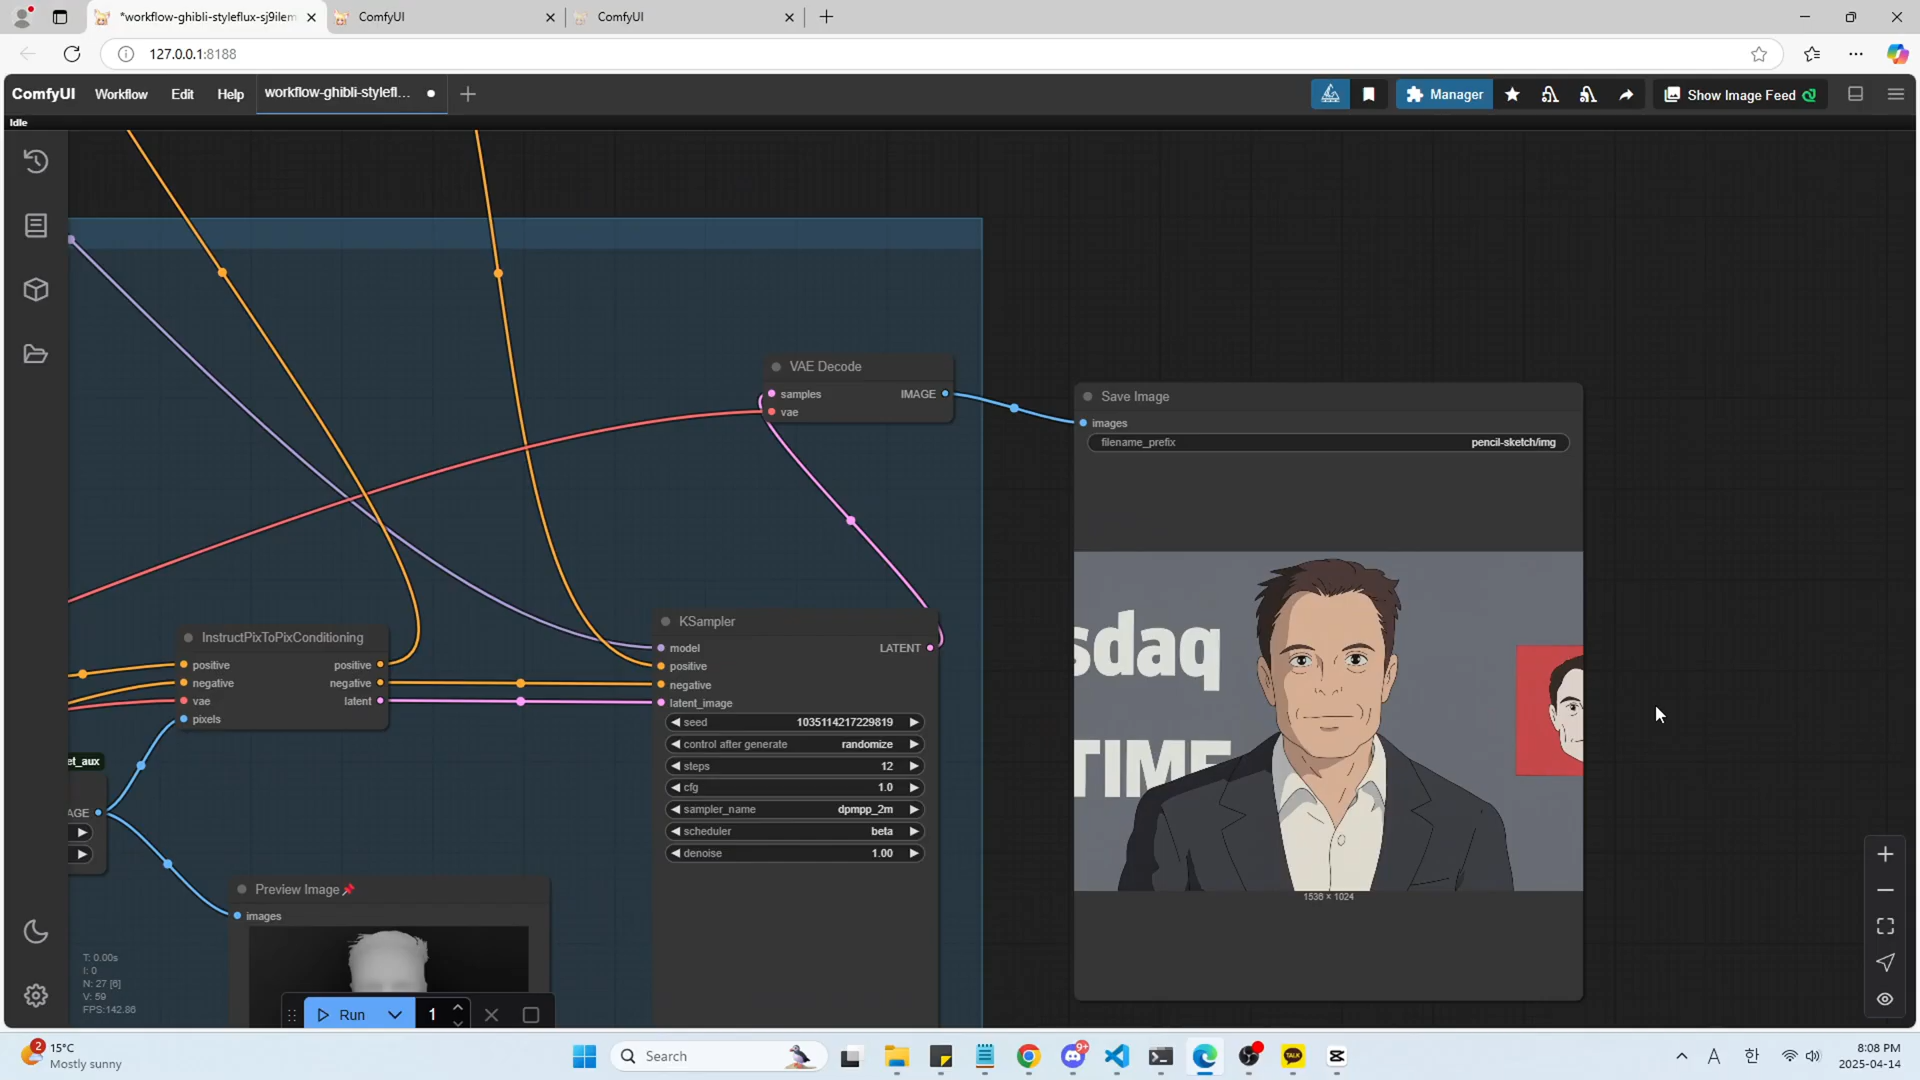 *workflow-ghibli-styleflux-sj9ilem
ComfyUI
ComfyUI
127.0.0.1:8188
ComfyUI
Workflow
Edit
Help
workflow-ghibli-stylefl...
Manager
Show Image Feed
Idle
VAE Decode
samples
IMAGE
vae
Save Image
images
filename_prefix
pencil-sketch/img
sdaq
TIME
1536 × 1024
InstructPixToPixConditioning
positive
positive
negative
negative
vae
latent
pixels
et_aux
AGE
KSampler
model
LATENT
positive
negative
latent_image
seed
1035114217229819
control after generate
randomize
steps
12
cfg
1.0
sampler_name
dpmpp_2m
scheduler
beta
denoise
1.00
Preview Image
images
T: 0.00s
I: 0
N: 27 [6]
V: 59
FPS:142.86
Run
1
2
15°C
Mostly sunny
Search
9+
TALK
A
한
8:08 PM
2025-04-14